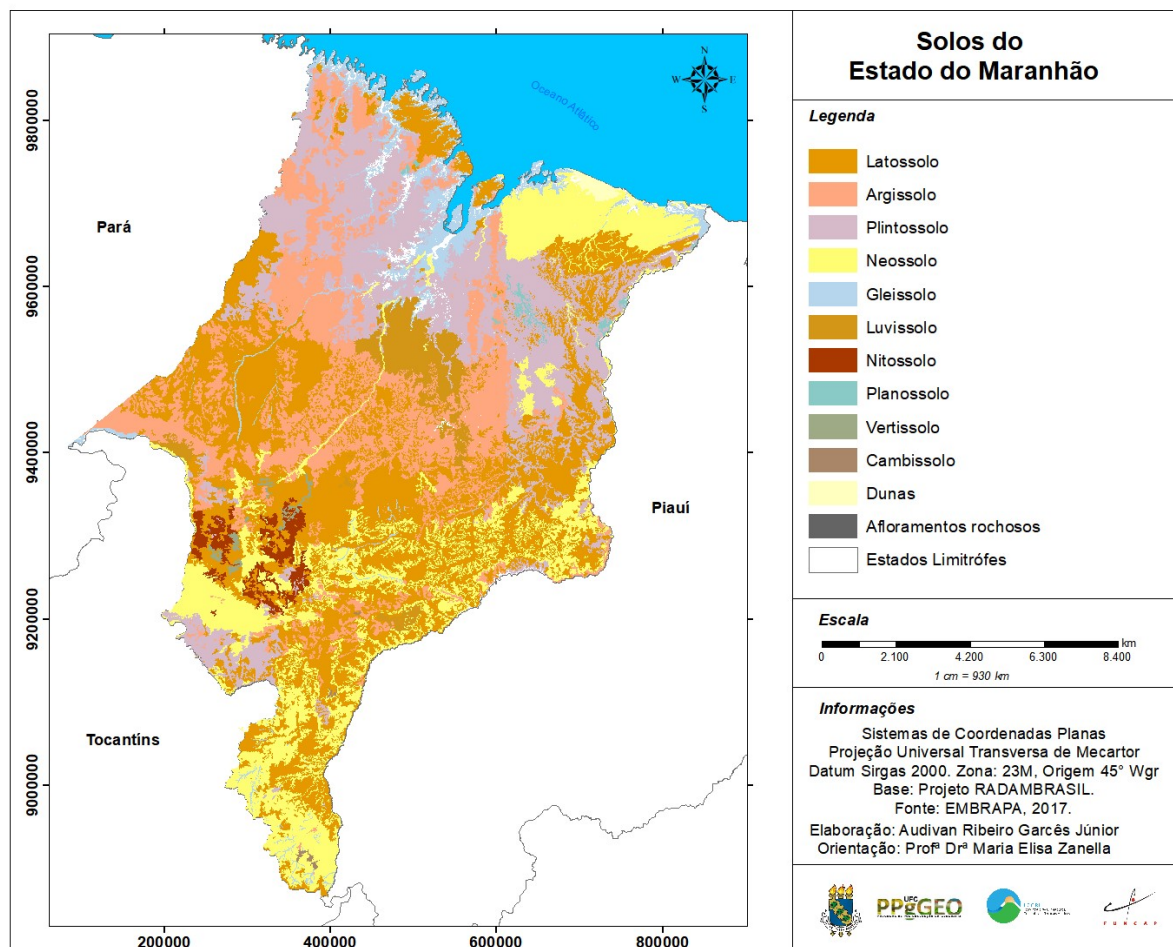 Solos do
Estado do Maranhão
Legenda
Latossolo
Argissolo
Plintossolo
Neossolo
Gleissolo
Luvissolo
Nitossolo
Planossolo
Vertissolo
Cambissolo
Dunas
Afloramentos rochosos
Estados Limitrófes
Escala
km
0 2.100 4.200 6.300 8.400
1 cm = 930 km
Informações
Sistemas de Coordenadas Planas
Projeção Universal Transversa de Mecartor
Datum Sirgas 2000. Zona: 23M, Origem 45° Wgr
Base: Projeto RADAMBRASIL.
Fonte: EMBRAPA, 2017.
Elaboração: Audivan Ribeiro Garcês Júnior
Orientação: Profª Drª Maria Elisa Zanella
UFC
PPgGEO
FUNCAP
N
W E
S
Oceano Atlático
Pará
Piauí
Tocantins
9800000
9600000
9400000
9200000
9000000
200000 400000 600000 800000